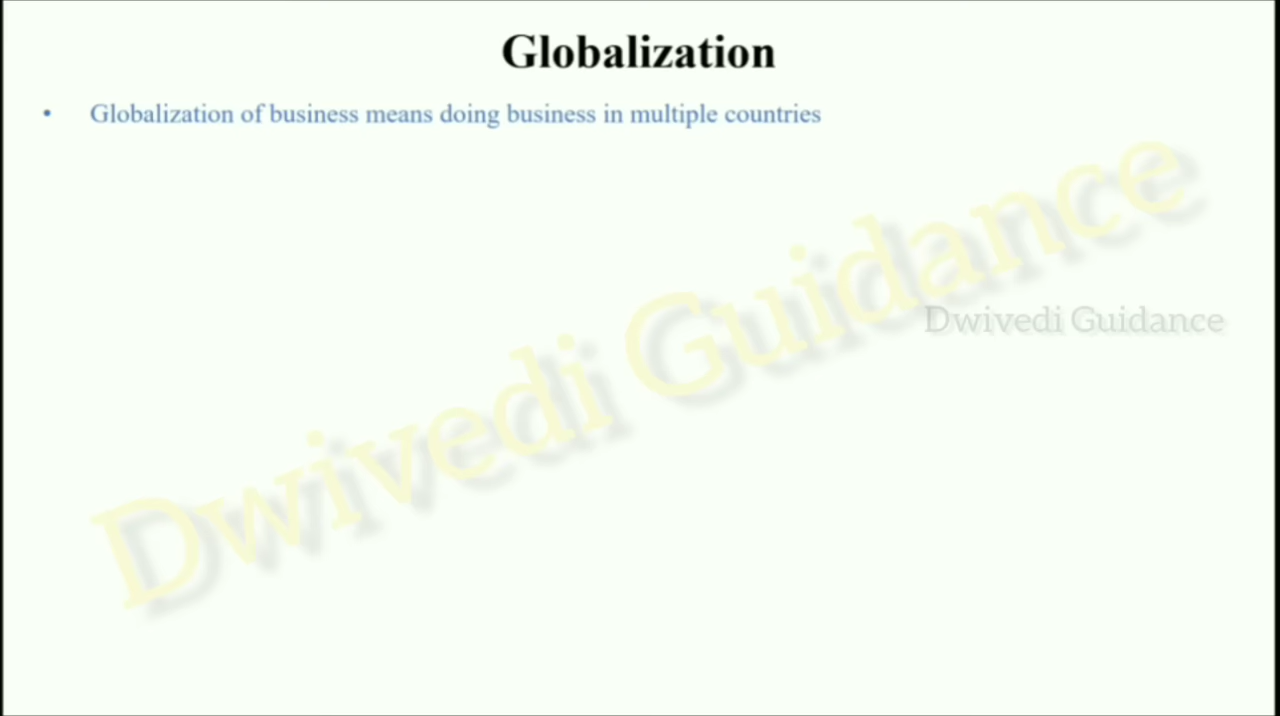 Globalization
• Globalization of business means doing business in multiple countries
Dwivedi Guidance
Dwivedi Guidance